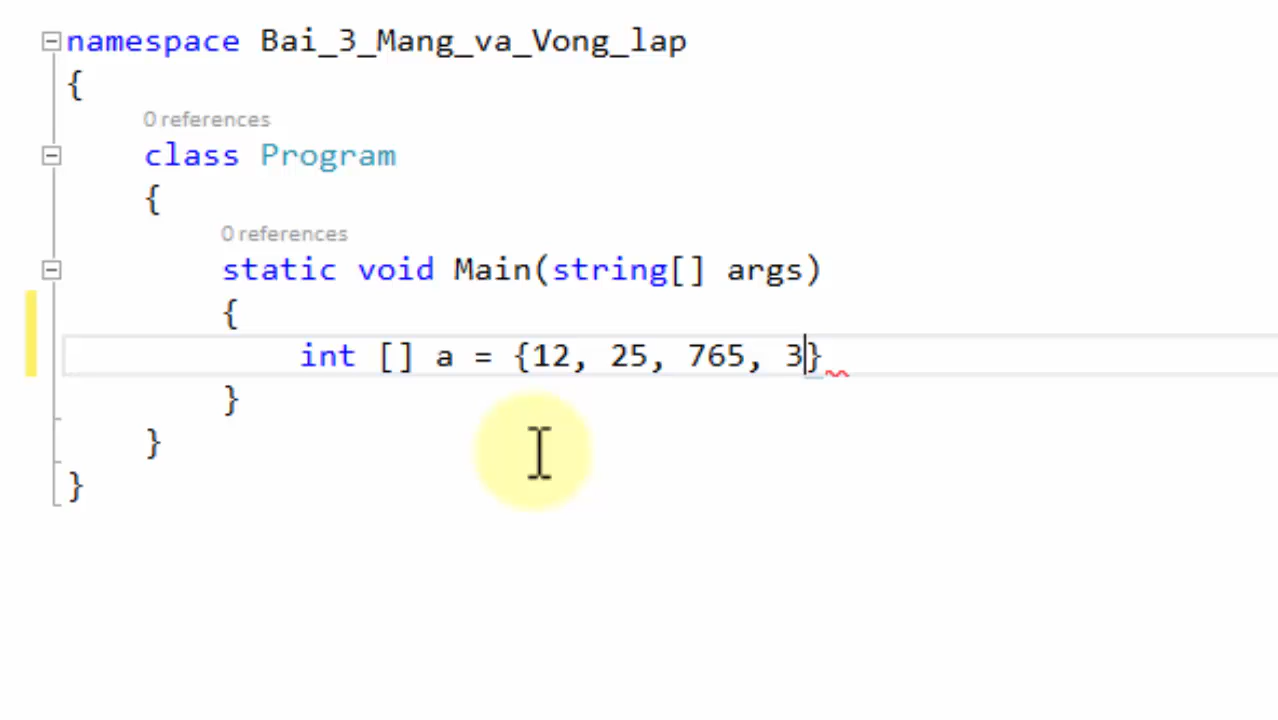 namespace Bai_3_Mang_va_Vong_lap
{
0 references
class Program
{
0 references
static void Main(string[] args)
{
int [] a = {12, 25, 765, 3}
}
}
}